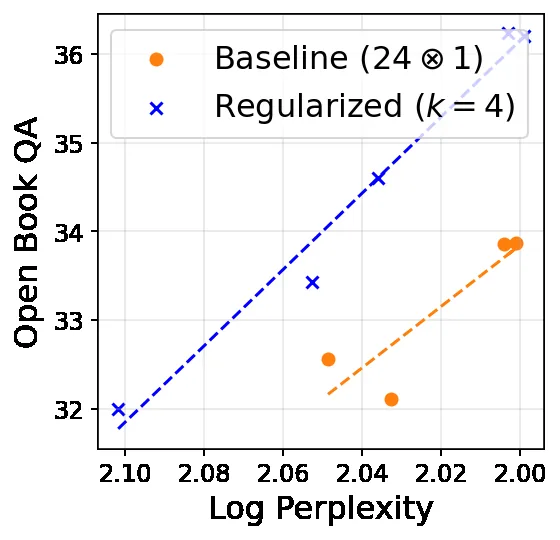 Baseline (24 ⊗ 1)
Regularized (k = 4)
Open Book QA
36
35
34
33
32
2.10 2.08 2.06 2.04 2.02 2.00
Log Perplexity